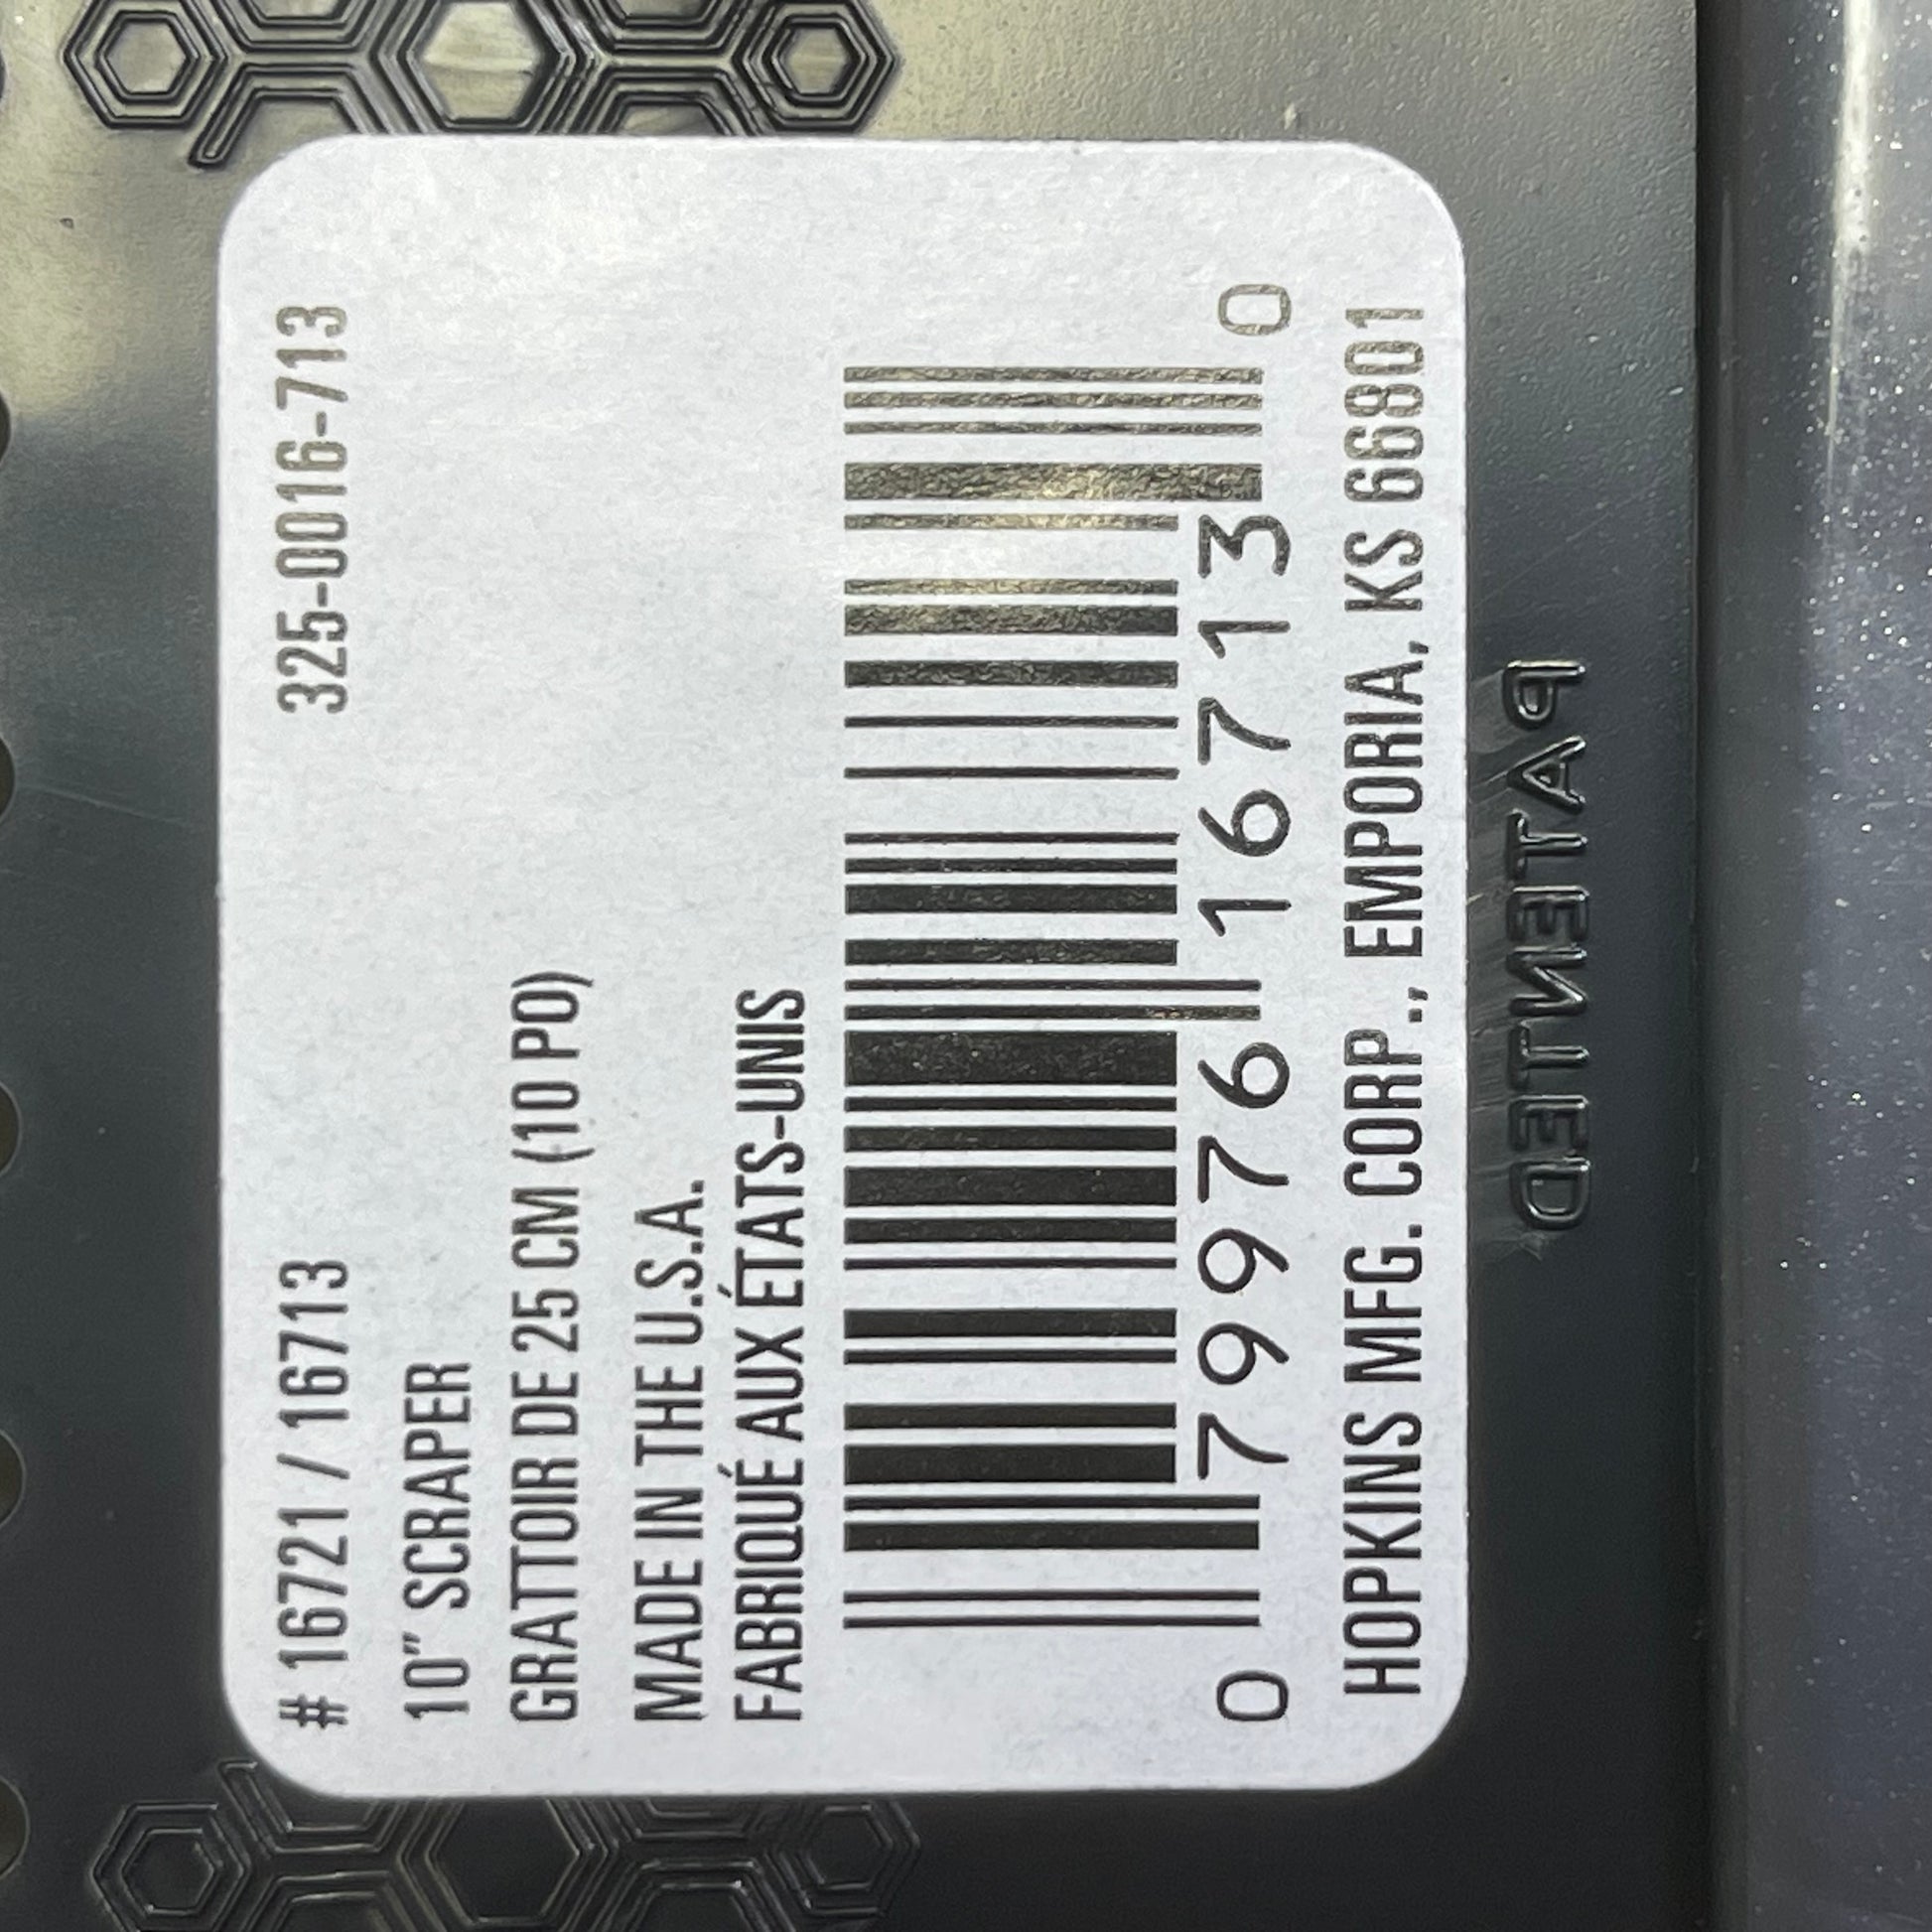 # 16721 / 16713 325-0016-713
10" SCRAPER
GRATTOIR DE 25 CM (10 PO)
MADE IN THE U.S.A.
FABRIQUÉ AUX ÉTATS-UNIS
0 79976 16713 0
HOPKINS MFG. CORP., EMPORIA, KS 66801
PATENTED